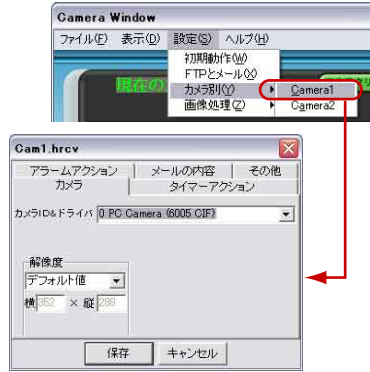 Camera Window
ファイル(F) 表示(D) 設定(S) ヘルプ(H)
初期動作(W)
FTPとメール(X)
カメラ別(Y)
画像処理(Z)
Camera1
Camera2
現在の
Cam1.hrcv
アラームアクション メールの内容 その他
カメラ タイマーアクション
カメラID&ドライバ 0 PC Camera (6005 CIF)
解像度
デフォルト値
横 352 × 縦 288
保存 キャンセル